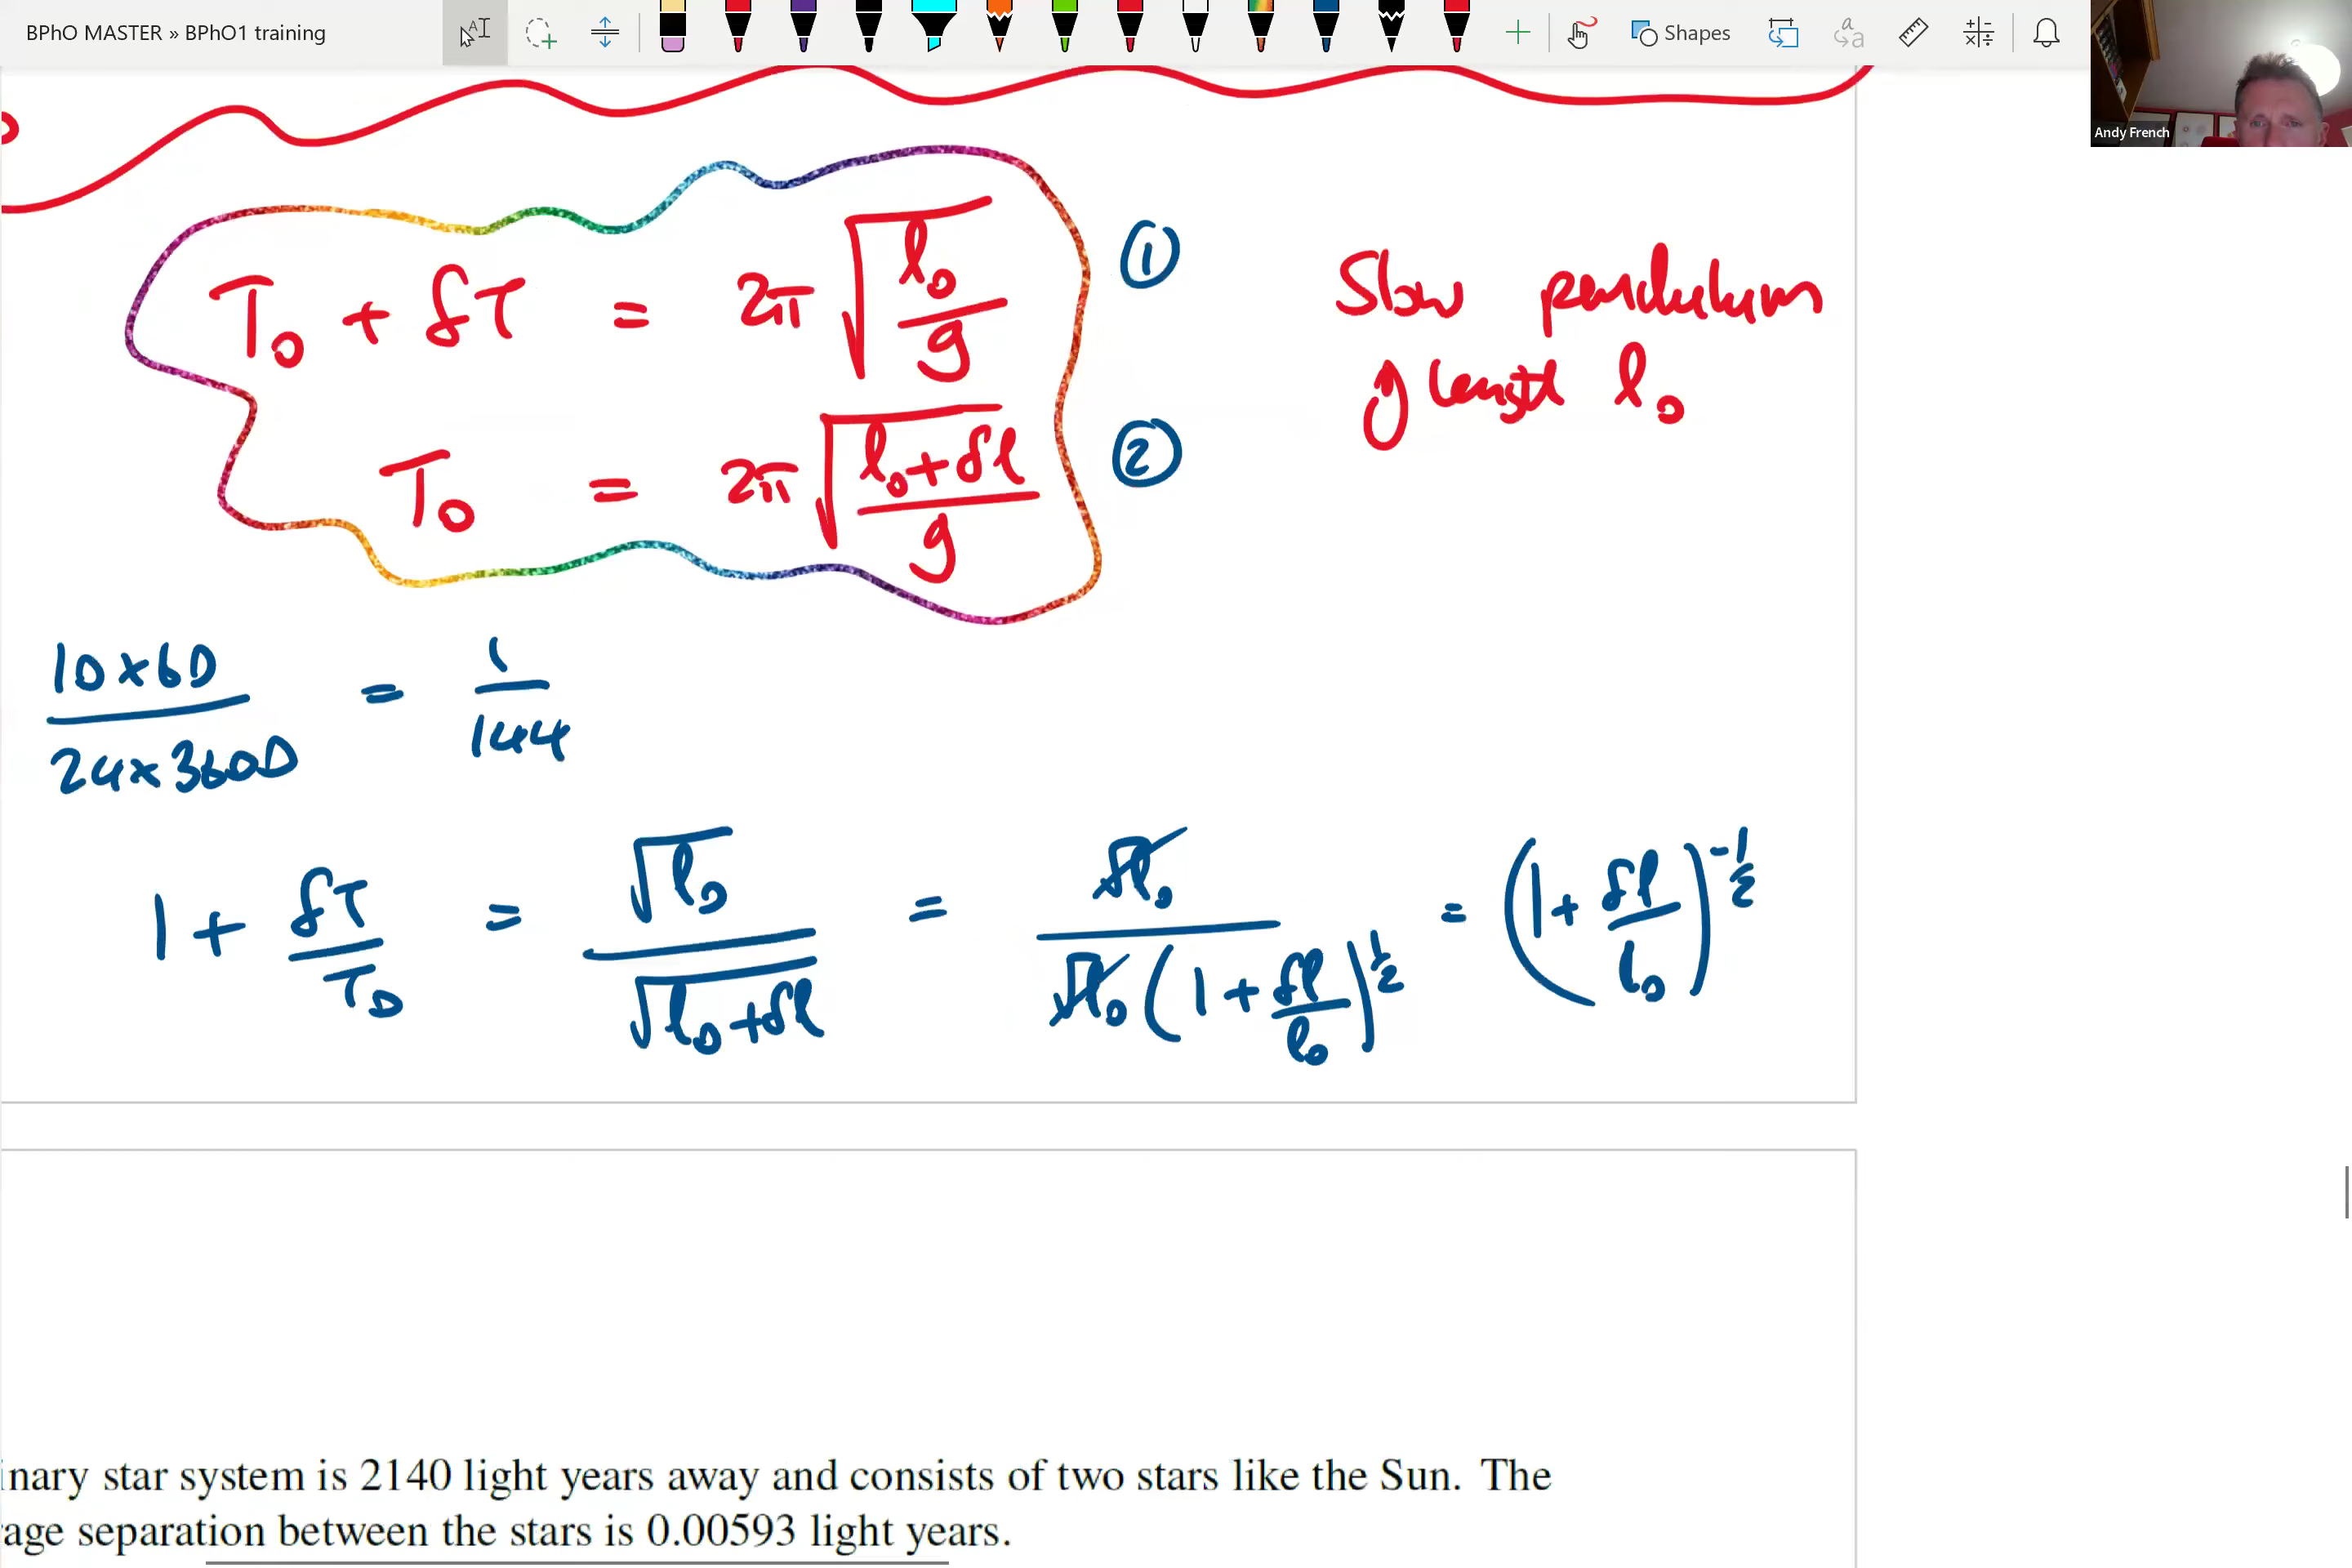 BPhO MASTER » BPhO1 training
Shapes
Andy French
T₀ + δT = 2π √(l₀/g) ①
Slow pendulum
of length l₀
T₀ = 2π √((l₀+δl)/g) ②
10×60/24×3600 = 1/144
1 + δT/T₀ = √l₀/√(l₀+δl) = √l₀/(√l₀(1+δl/l₀)^½) = (1+δl/l₀)^-½
inary star system is 2140 light years away and consists of two stars like the Sun. The
rage separation between the stars is 0.00593 light years.